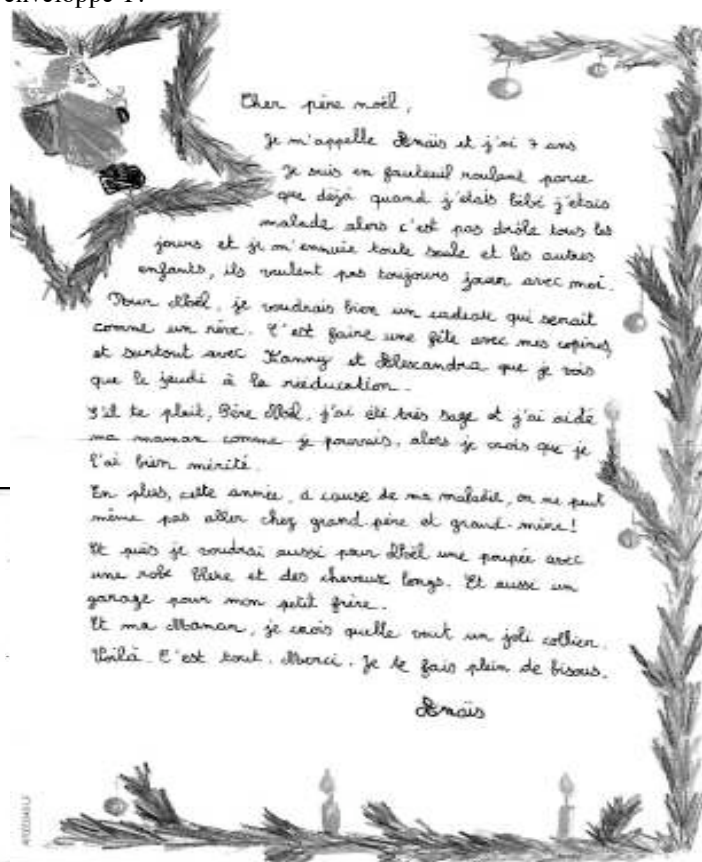 enveloppe
Cher père noël,
Je m'appelle Anaïs et j'ai 7 ans
Je suis en fauteuil roulant parce
que déjà quand j'étais bébé j'étais
malade alors c'est pas drôle tous les
jours et je m'ennuie toute seule et les autres
enfants, ils veulent pas toujours jouer avec moi.
Pour Noël, je voudrais bien un cadeau qui serait
comme un rêve. C'est faire une fête avec mes copines,
et surtout avec Fanny et Alexandra que je vois
que le jeudi à la rééducation.
S'il te plait, Père Noël, j'ai été très sage et j'ai aidé
ma maman comme je pouvais, alors je crois que je
l'ai bien mérité.
En plus, cette année, à cause de ma maladie, on ne peut
même pas aller chez grand-père et grand-mère!
Et puis je voudrai aussi pour Noël une poupée avec
une robe bleue et des cheveux longs. Et aussi un
garage pour mon petit frère.
Et ma Maman, je crois quelle veut un joli collier.
Voilà. C'est tout. Merci. Je te fais plein de bisous.
Anaïs